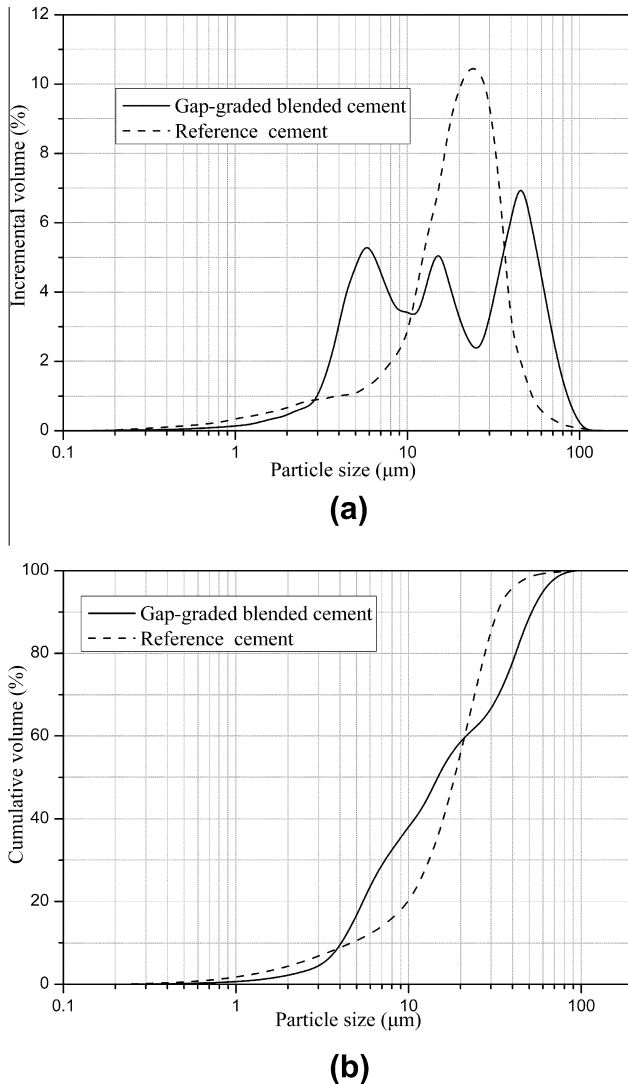 12
10
8
6
4
2
0
Incremental volume (%)
Gap-graded blended cement
Reference cement
0.1 1 10 100
Particle size (μm)
(a)
100
80
60
40
20
0
Cumulative volume (%)
Gap-graded blended cement
Reference cement
0.1 1 10 100
Particle size (μm)
(b)